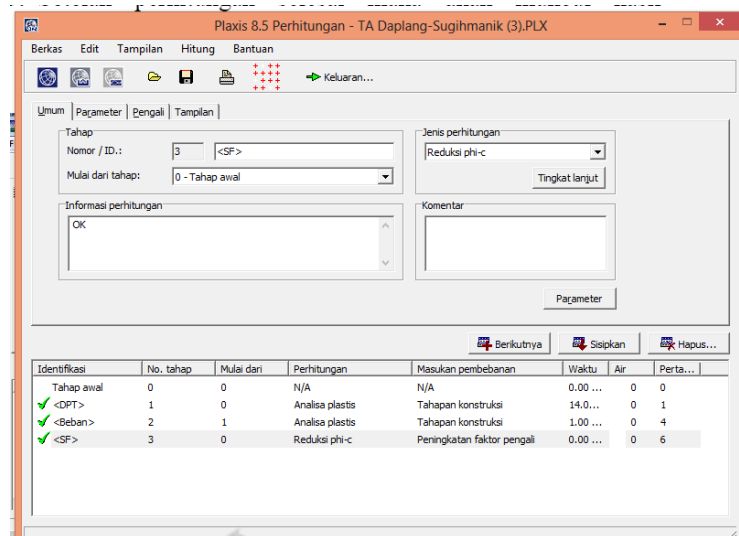 Plaxis 8.5 Perhitungan - TA Daplang-Sugihmanik (3).PLX
Berkas Edit Tampilan Hitung Bantuan
Keluaran...
Umum Parameter Pengali Tampilan
Tahap
Nomor / ID.: 3 <SF>
Mulai dari tahap: 0 - Tahap awal
Jenis perhitungan
Reduksi phi-c
Tingkat lanjut
Informasi perhitungan
OK
Komentar
Parameter
Berikutnya Sisipkan Hapus...
Identifikasi No. tahap Mulai dari Perhitungan Masukan pembebanan Waktu Air Perta...
Tahap awal 0 0 N/A N/A 0.00 ... 0 0
<DPT> 1 0 Analisa plastis Tahapan konstruksi 14.0... 0 1
<Beban> 2 1 Analisa plastis Tahapan konstruksi 1.00 ... 0 4
<SF> 3 0 Reduksi phi-c Peningkatan faktor pengali 0.00 ... 0 6